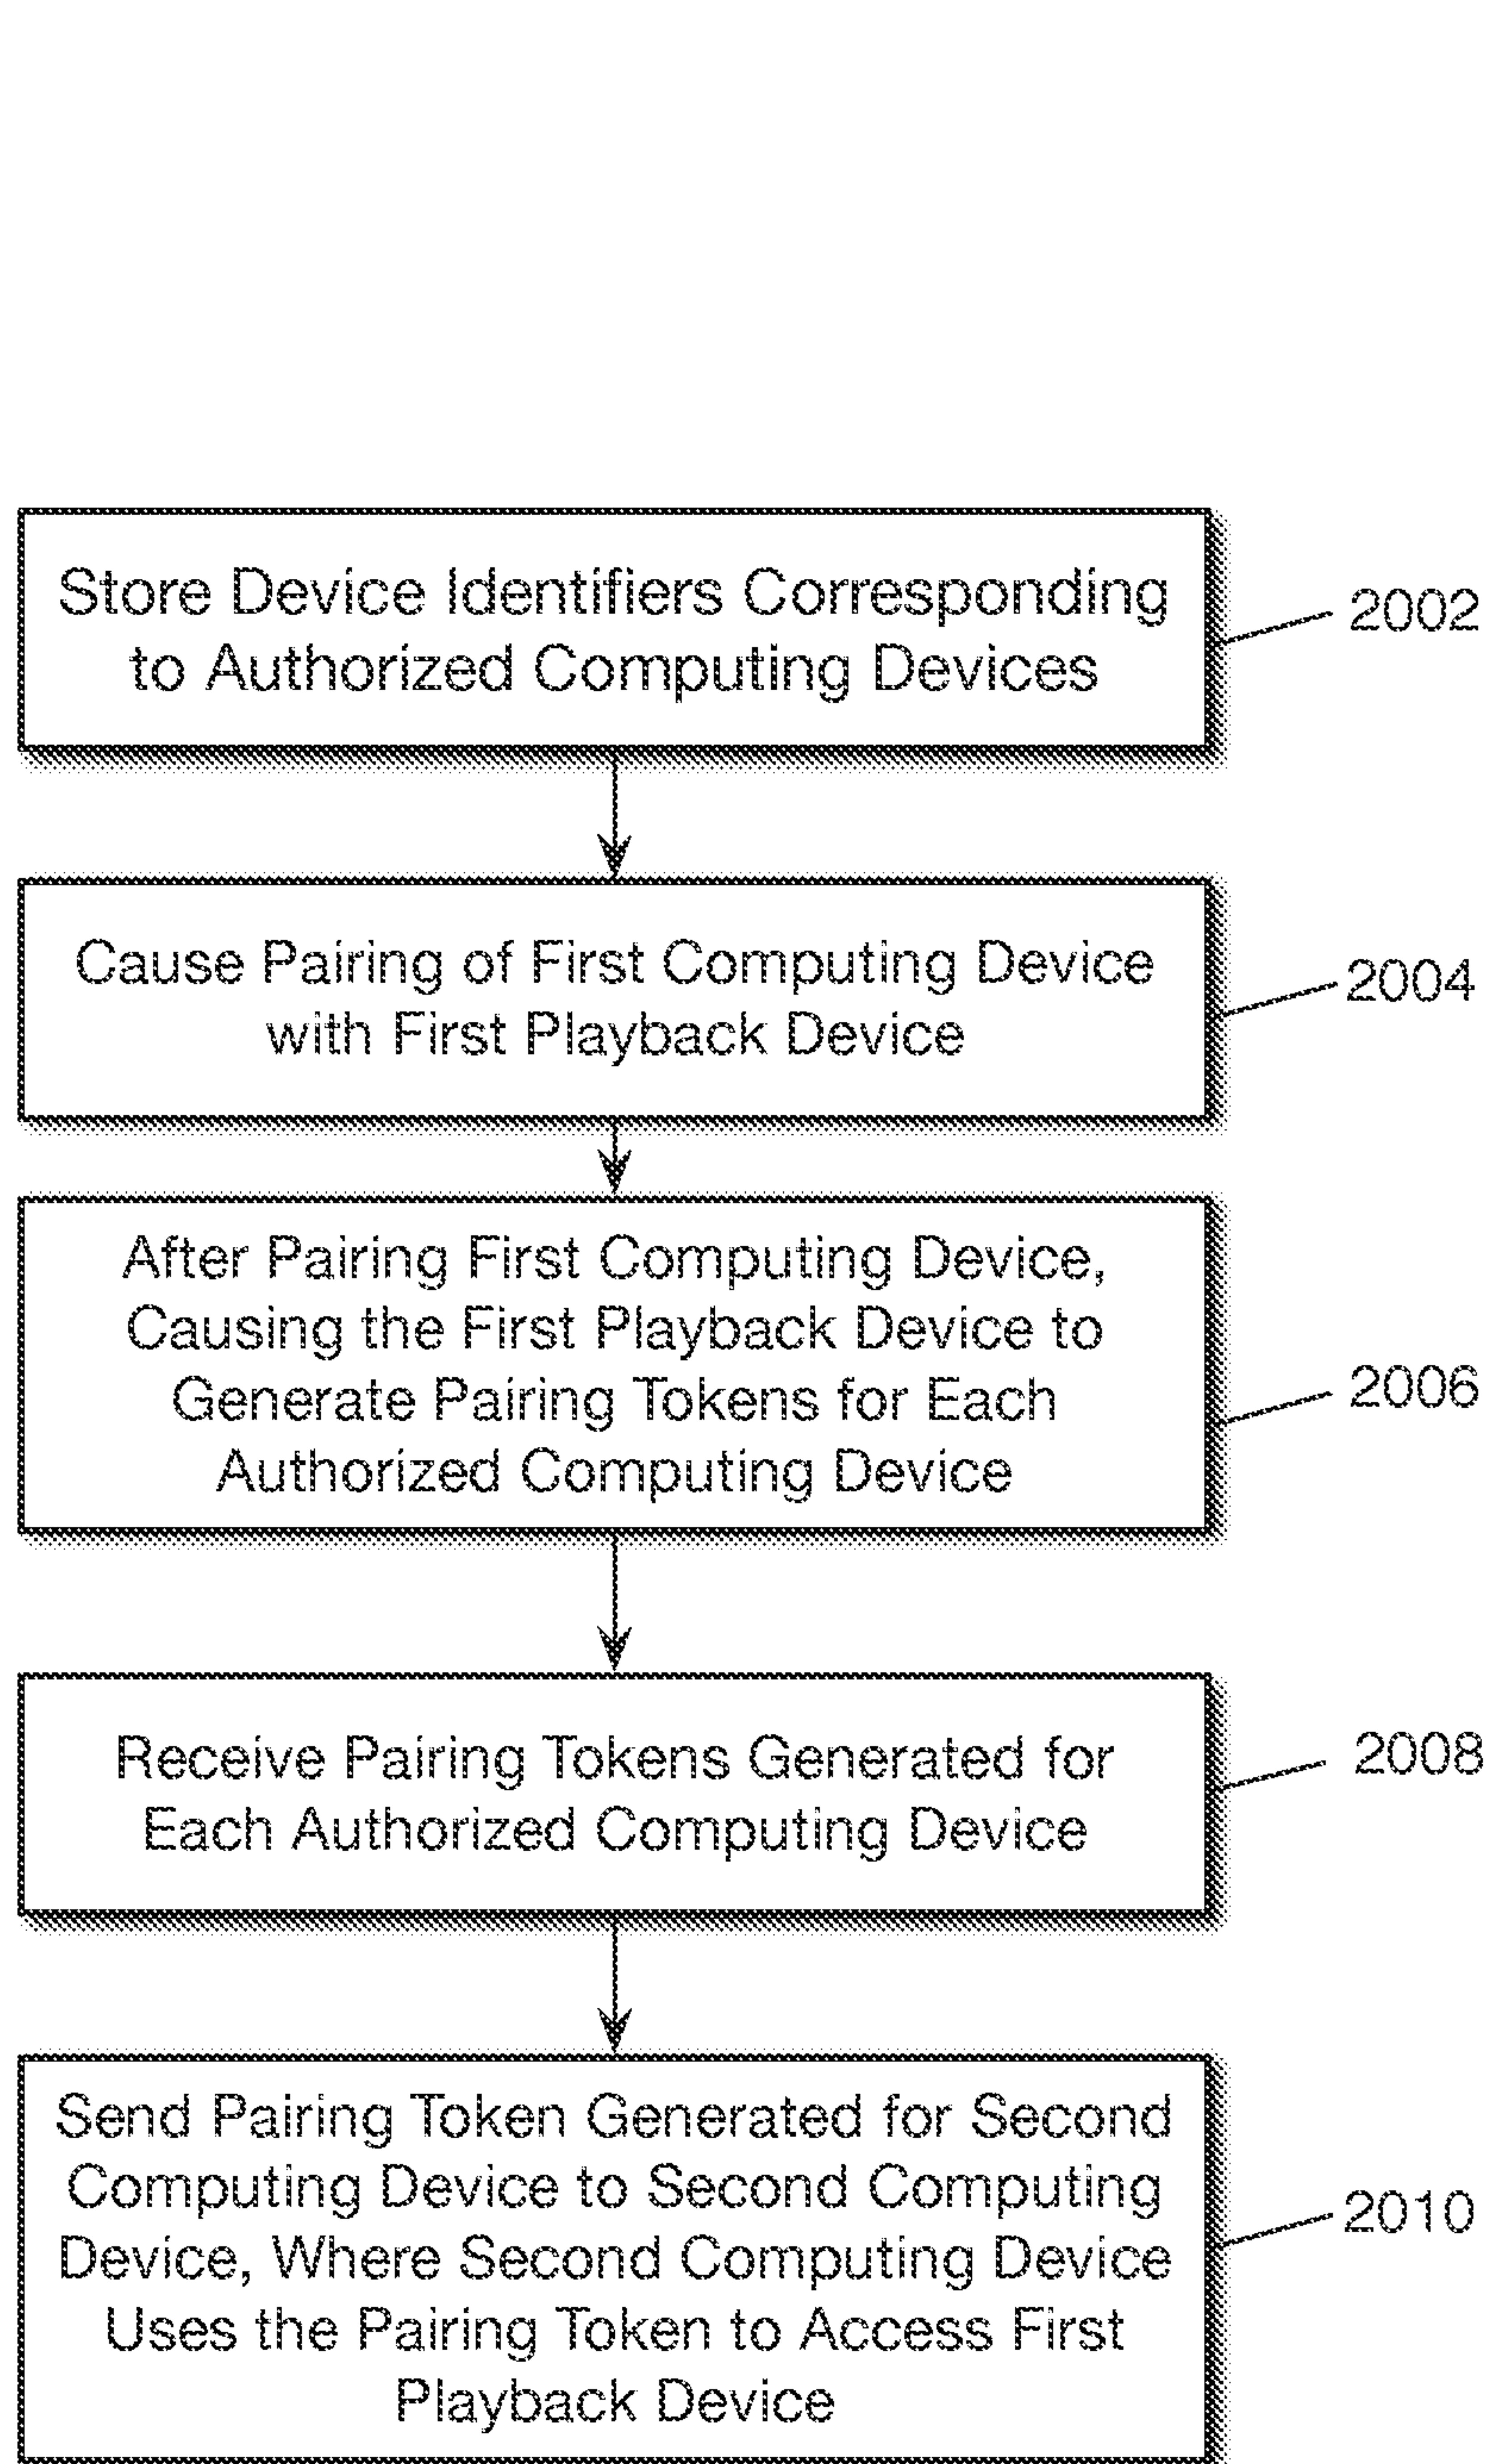 Store Device Identifiers Corresponding
to Authorized Computing Devices
2002
Cause Pairing of First Computing Device
with First Playback Device
2004
After Pairing First Computing Device,
Causing the First Playback Device to
Generate Pairing Tokens for Each
Authorized Computing Device
2006
Receive Pairing Tokens Generated for
Each Authorized Computing Device
2008
Send Pairing Token Generated for Second
Computing Device to Second Computing
Device, Where Second Computing Device
Uses the Pairing Token to Access First
Playback Device
2010